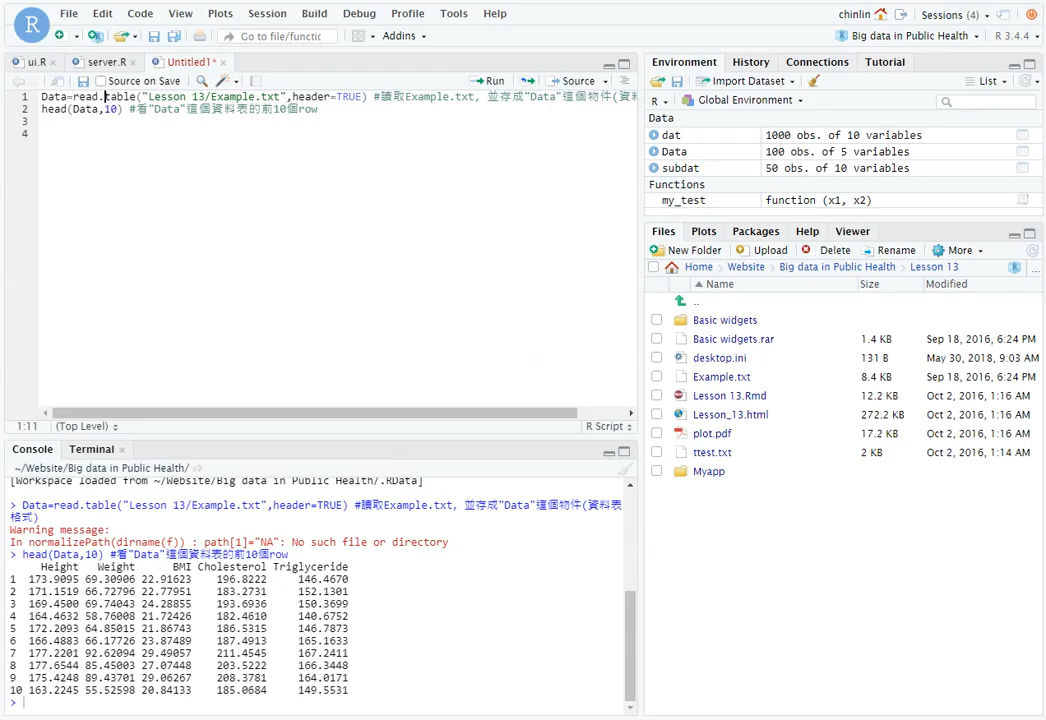 R File Edit Code View Plots Session Build Debug Profile Tools Help chinlin Sessions (4)
Go to file/functic Addins Big data in Public Health R 3.4.4
ui.R server.R Untitled1*
Source on Save Run Source
1 Data=read.table("Lesson 13/Example.txt",header=TRUE) #讀取Example.txt, 並存成"Data"這個物件(資料
2 head(Data,10) #看"Data"這個資料表的前10個row
3
4
1:11 (Top Level) R Script
Console Terminal
~/Website/Big data in Public Health/
[Workspace loaded from ~/Website/Big data in Public Health/.RData]
> Data=read.table("Lesson 13/Example.txt",header=TRUE) #讀取Example.txt, 並存成"Data"這個物件(資料表
格式)
Warning message:
In normalizePath(dirname(f)) : path[1]="NA": No such file or directory
> head(Data,10) #看"Data"這個資料表的前10個row
Height Weight BMI Cholesterol Triglyceride
1 173.9095 69.30906 22.91623 196.8222 146.4670
2 171.1519 66.72796 22.77951 183.2731 152.1301
3 169.4500 69.74043 24.28855 193.6936 150.3699
4 164.4632 58.76008 21.72426 182.4610 140.6752
5 172.2093 64.85015 21.86743 186.5315 146.7873
6 166.4883 66.17726 23.87489 187.4913 165.1633
7 177.2201 92.62094 29.49057 211.4545 167.2411
8 177.6544 85.45003 27.07448 203.5222 166.3448
9 175.4248 89.43701 29.06267 208.3781 164.0171
10 163.2245 55.52598 20.84133 185.0684 149.5531
>
Environment History Connections Tutorial
Import Dataset List
R Global Environment
Data
dat 1000 obs. of 10 variables
Data 100 obs. of 5 variables
subdat 50 obs. of 10 variables
Functions
my_test function (x1, x2)
Files Plots Packages Help Viewer
New Folder Upload Delete Rename More
Home Website Big data in Public Health Lesson 13 R ...
Name Size Modified
..
Basic widgets
Basic widgets.rar 1.4 KB Sep 18, 2016, 6:24 PM
desktop.ini 131 B May 30, 2018, 9:03 AM
Example.txt 8.4 KB Sep 18, 2016, 6:24 PM
Lesson 13.Rmd 12.2 KB Oct 2, 2016, 1:16 AM
Lesson_13.html 272.2 KB Oct 2, 2016, 1:16 AM
plot.pdf 17.2 KB Oct 2, 2016, 1:16 AM
ttest.txt 2 KB Oct 2, 2016, 1:14 AM
Myapp